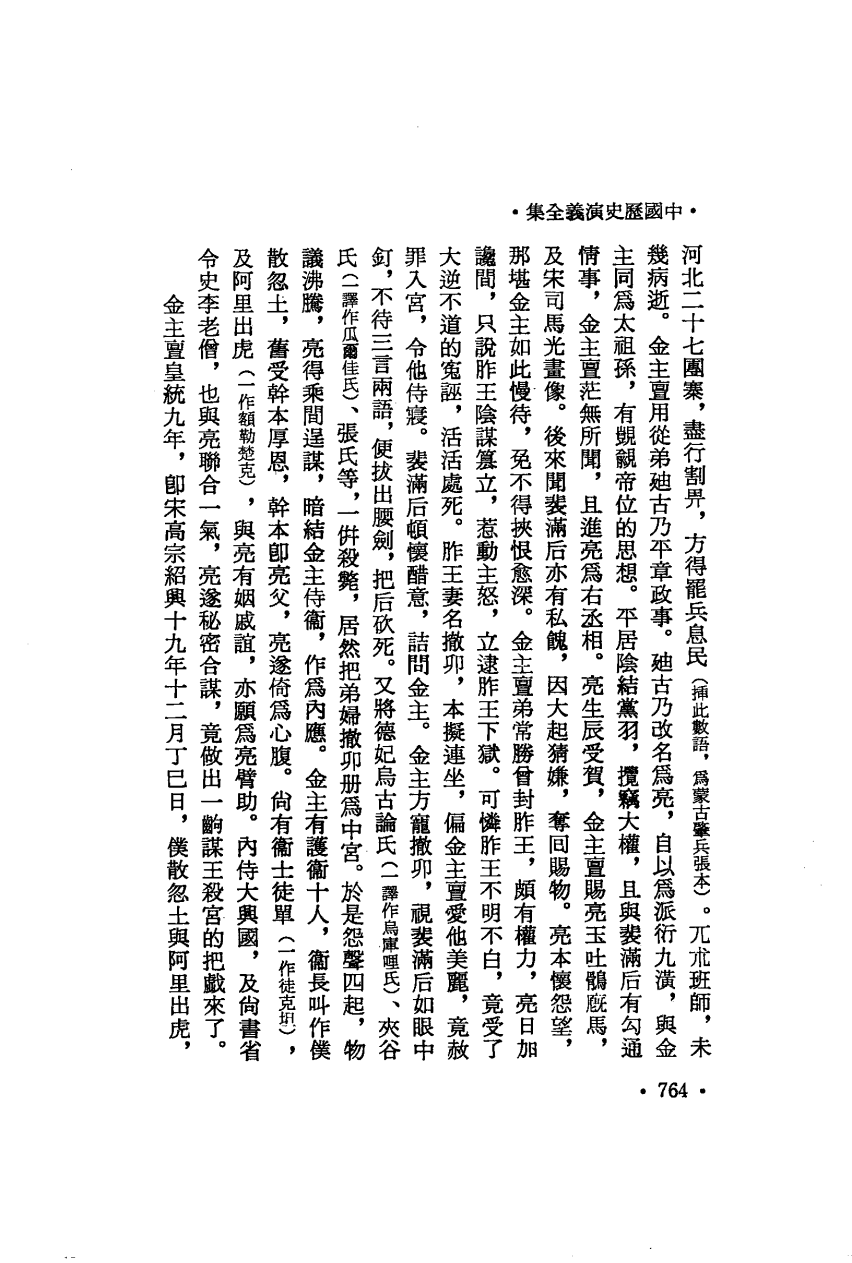 •中國歷史演義全集•
河北二十七團寨，盡行割畀，方得罷兵息民（插此數語，爲蒙古肇兵張本）。兀朮班師，未
幾病逝。金主亶用從弟廸古乃平章政事。廸古乃改名爲亮，自以爲派衍九潢，與金
主同爲太祖孫，有覬覦帝位的思想。平居陰結黨羽，攬竊大權，且與裴滿后有勾通
情事，金主亶茫無所聞，且進亮爲右丞相。亮生辰受賀，金主亶賜亮玉吐鶻廐馬，
及宋司馬光畫像。後來聞裴滿后亦有私餽，因大起猜嫌，奪回賜物。亮本懷怨望，
那堪金主如此慢待，免不得挾恨愈深。金主亶弟常勝曾封胙王，頗有權力，亮日加
讒間，只說胙王陰謀篡立，惹動主怒，立逮胙王下獄。可憐胙王不明不白，竟受了
大逆不道的寃誣，活活處死。胙王妻名撤卯，本擬連坐，偏金主亶愛他美麗，竟赦
罪入宮，令他侍寢。裴滿后頓懷醋意，詰問金主。金主方寵撤卯，視裴滿后如眼中
釘，不待三言兩語，便拔出腰劍，把后砍死。又將德妃烏古論氏（一譯作烏庫哩氏）、夾谷
氏（一譯作瓜爾佳氏）、張氏等，一併殺斃，居然把弟婦撤卯册爲中宮。於是怨聲四起，物
議沸騰，亮得乘間逞謀，暗結金主侍衞，作爲內應。金主有護衞十人，衞長叫作僕
散忽土，舊受幹本厚恩，幹本卽亮父，亮遂倚爲心腹。尙有衞士徒單（一作徒克坦），
及阿里出虎（一作額勒楚克），與亮有姻戚誼，亦願爲亮臂助。內侍大興國，及尙書省
令史李老僧，也與亮聯合一氣，亮遂秘密合謀，竟做出一齣謀王殺宮的把戲來了。
金主亶皇統九年，卽宋高宗紹興十九年十二月丁巳日，僕散忽土與阿里出虎，
•764•